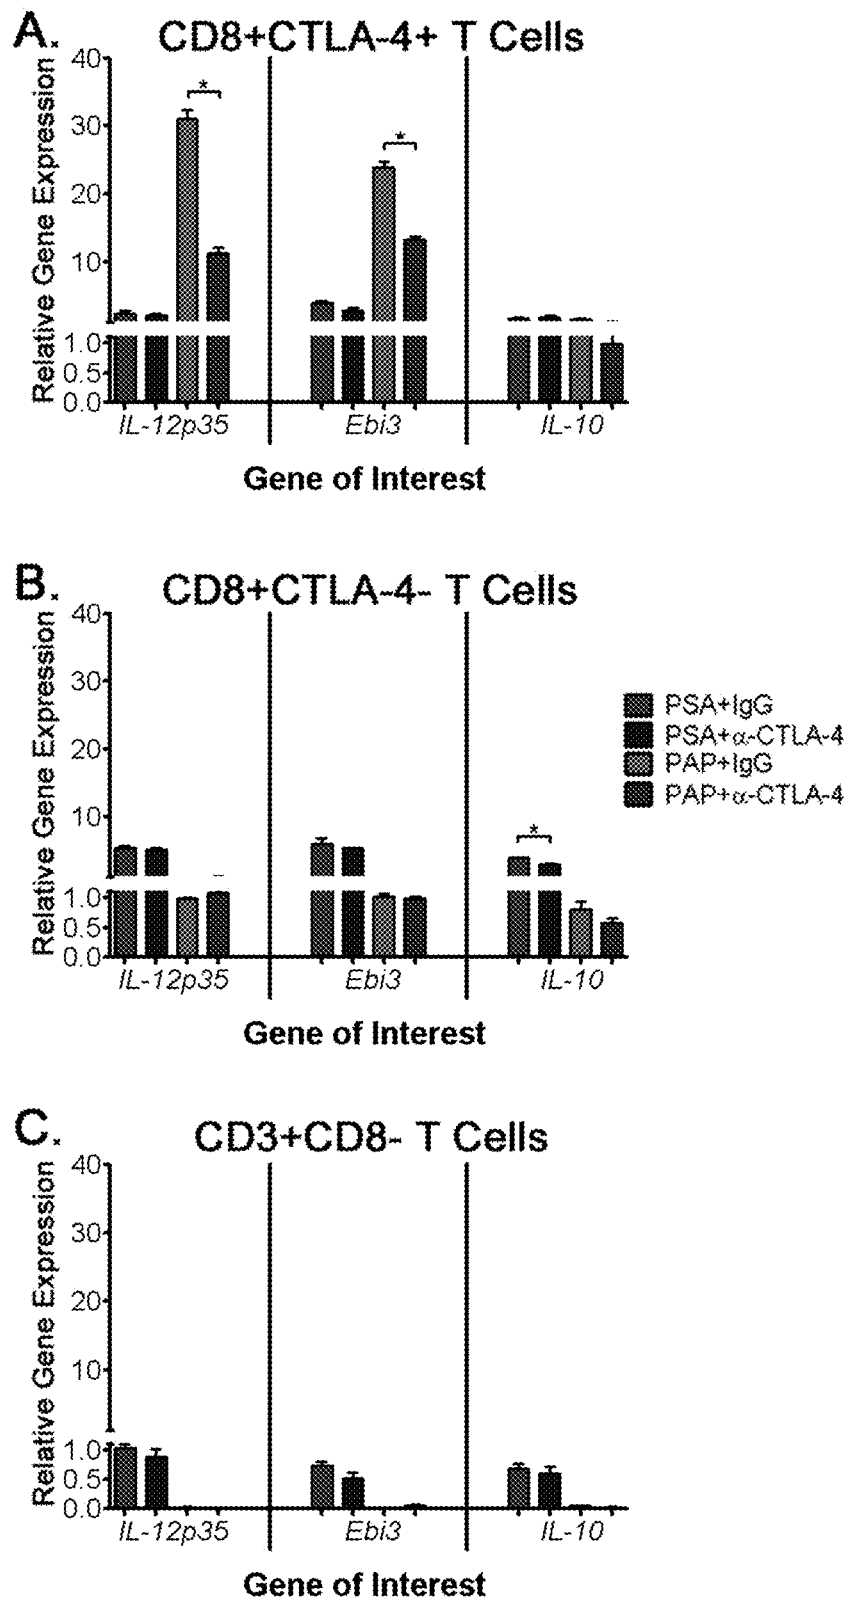 A.
CD8+CTLA-4+ T Cells
Relative Gene Expression
40
30
20
10
1.0
0.5
0.0
*
*
IL-12p35
Ebi3
IL-10
Gene of Interest
B.
CD8+CTLA-4- T Cells
Relative Gene Expression
40
30
20
10
1.0
0.5
0.0
*
IL-12p35
Ebi3
IL-10
Gene of Interest
PSA+IgG
PSA+α-CTLA-4
PAP+IgG
PAP+α-CTLA-4
C.
CD3+CD8- T Cells
Relative Gene Expression
40
30
20
10
1.0
0.5
0.0
IL-12p35
Ebi3
IL-10
Gene of Interest